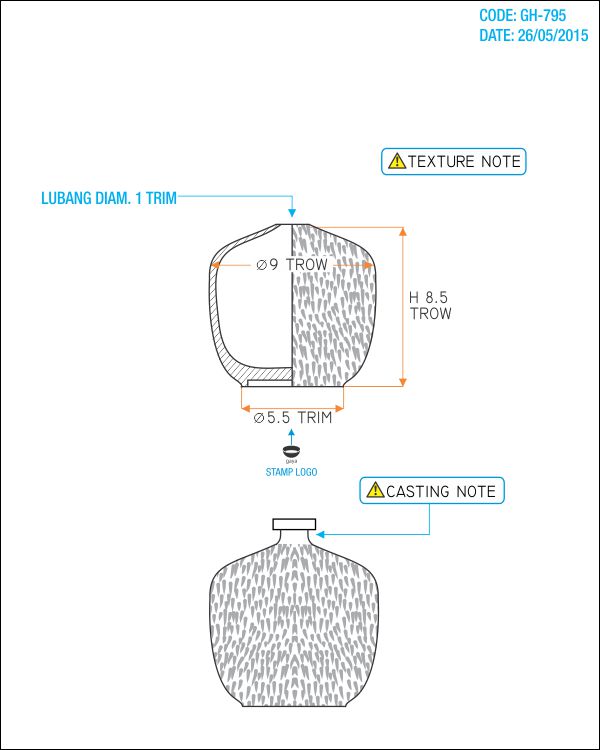 CODE: GH-795
DATE: 26/05/2015
TEXTURE NOTE
LUBANG DIAM. 1 TRIM
∅9 TROW
H 8.5
TROW
∅5.5 TRIM
gaya
STAMP LOGO
CASTING NOTE